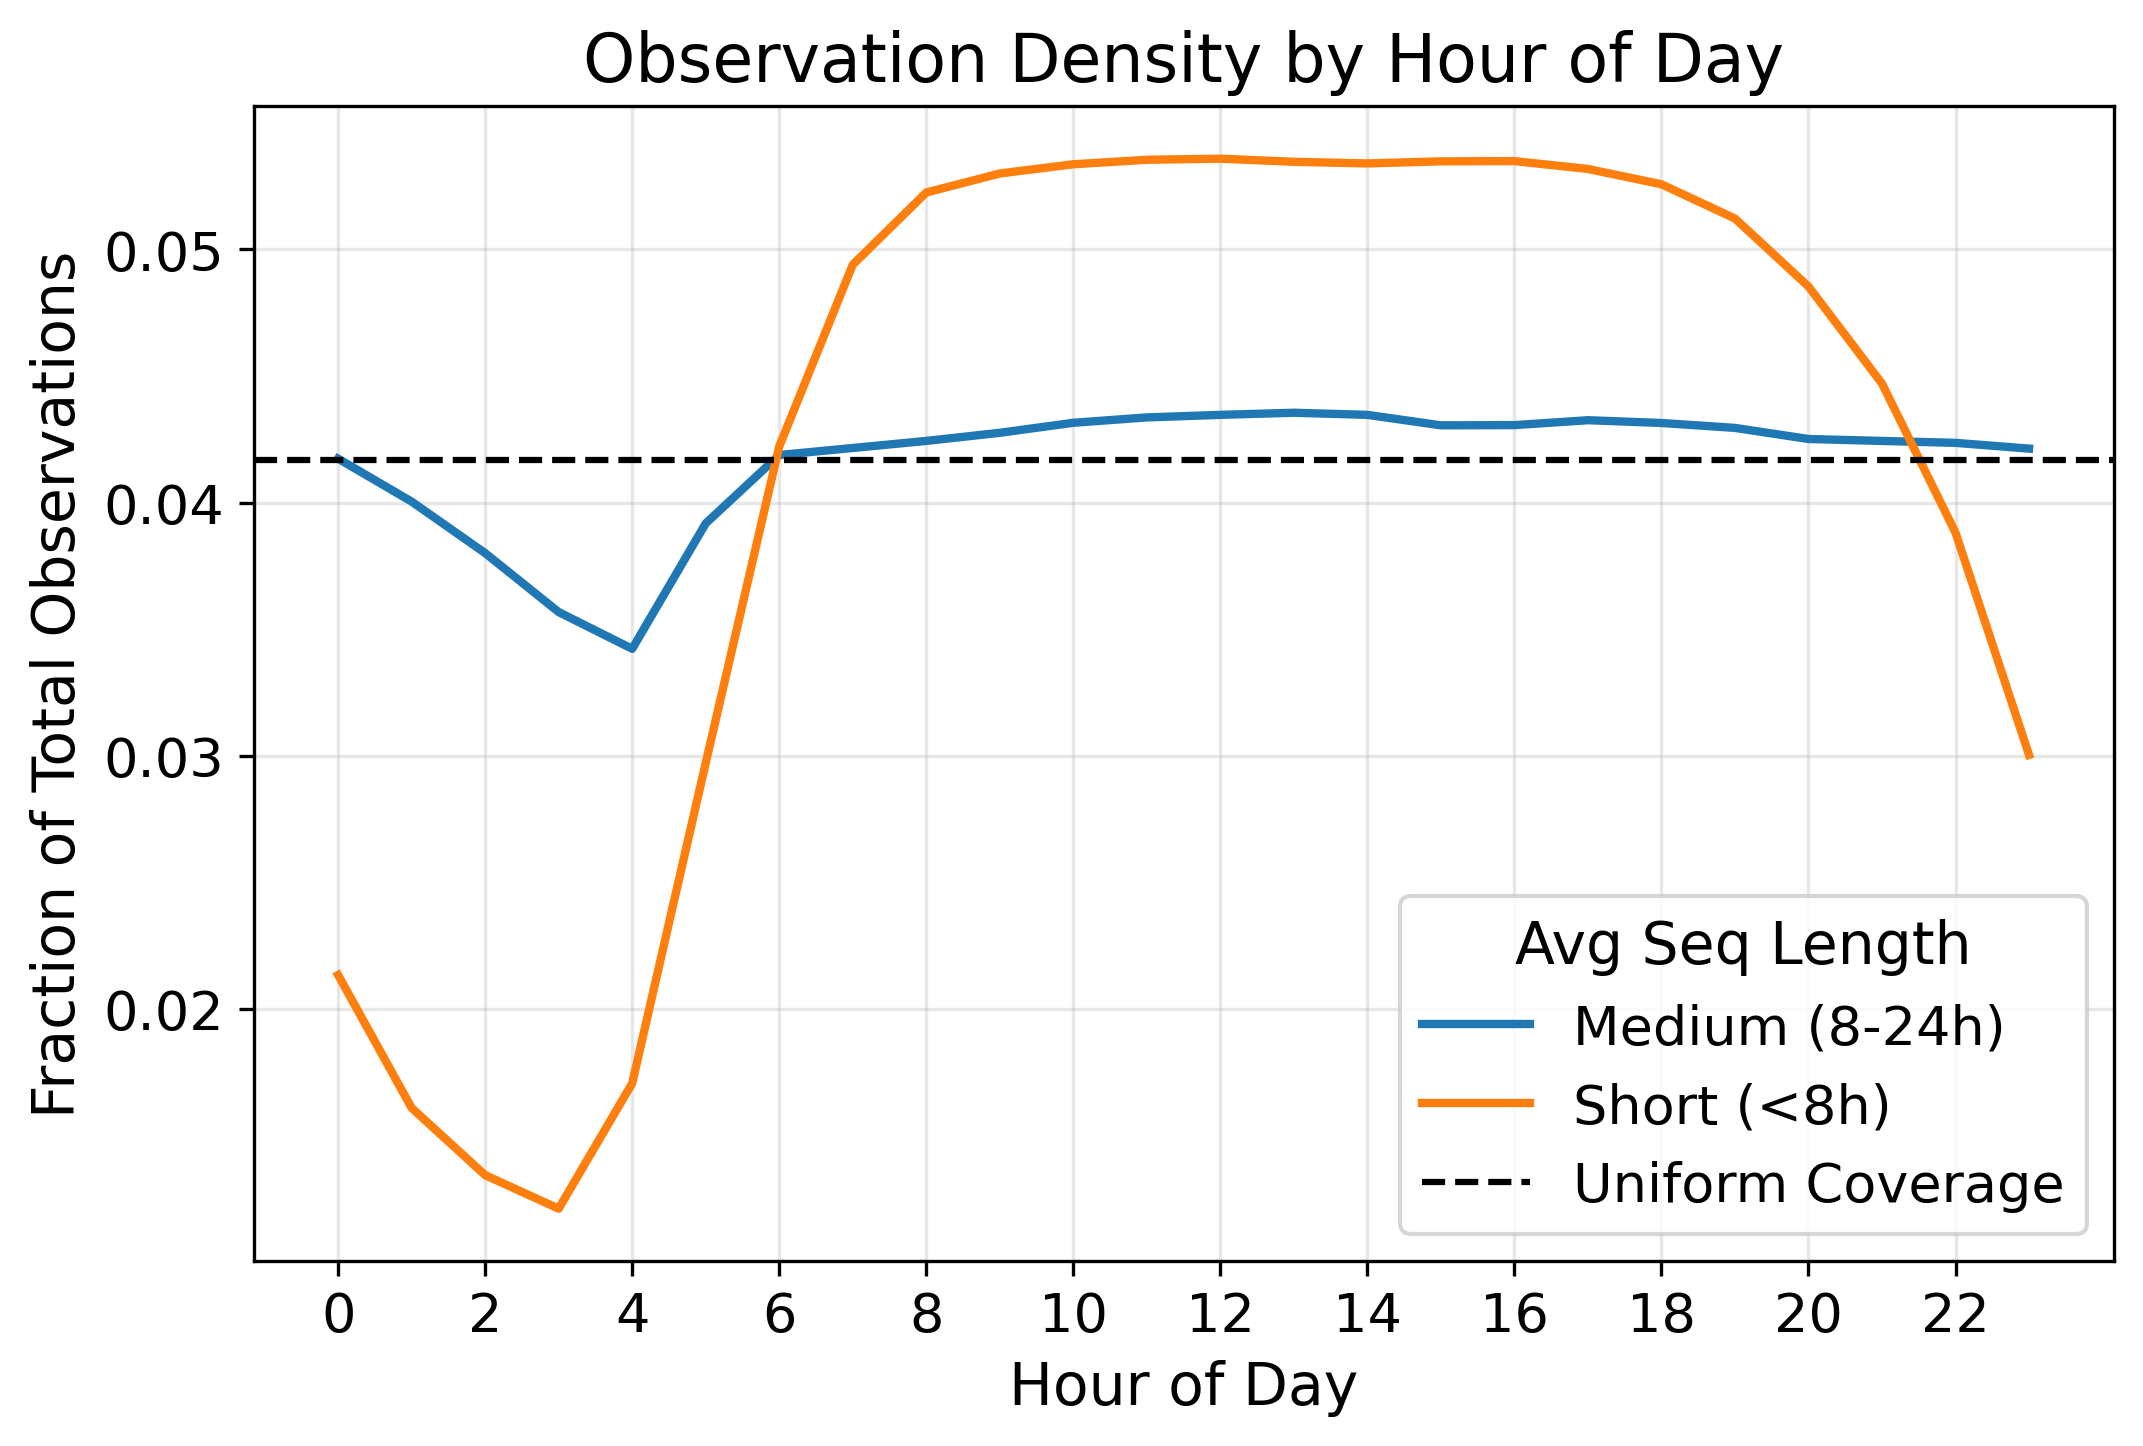 Observation Density by Hour of Day
Fraction of Total Observations
0.05
0.04
0.03
0.02
0 2 4 6 8 10 12 14 16 18 20 22
Hour of Day
Avg Seq Length
Medium (8-24h)
Short (<8h)
Uniform Coverage